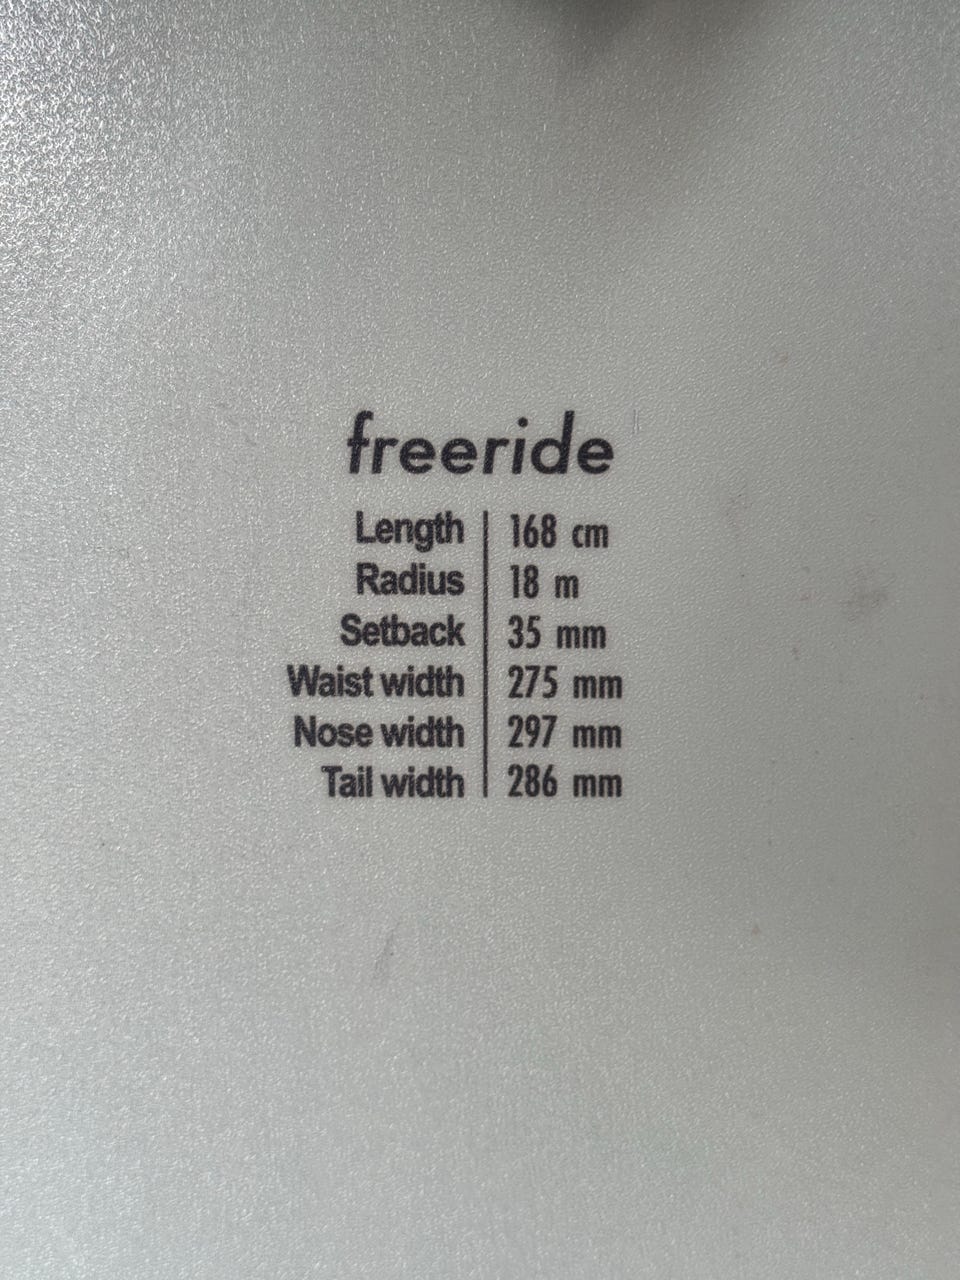 freeride
Length 168 cm
Radius 18 m
Setback 35 mm
Waist width 275 mm
Nose width 297 mm
Tail width 286 mm